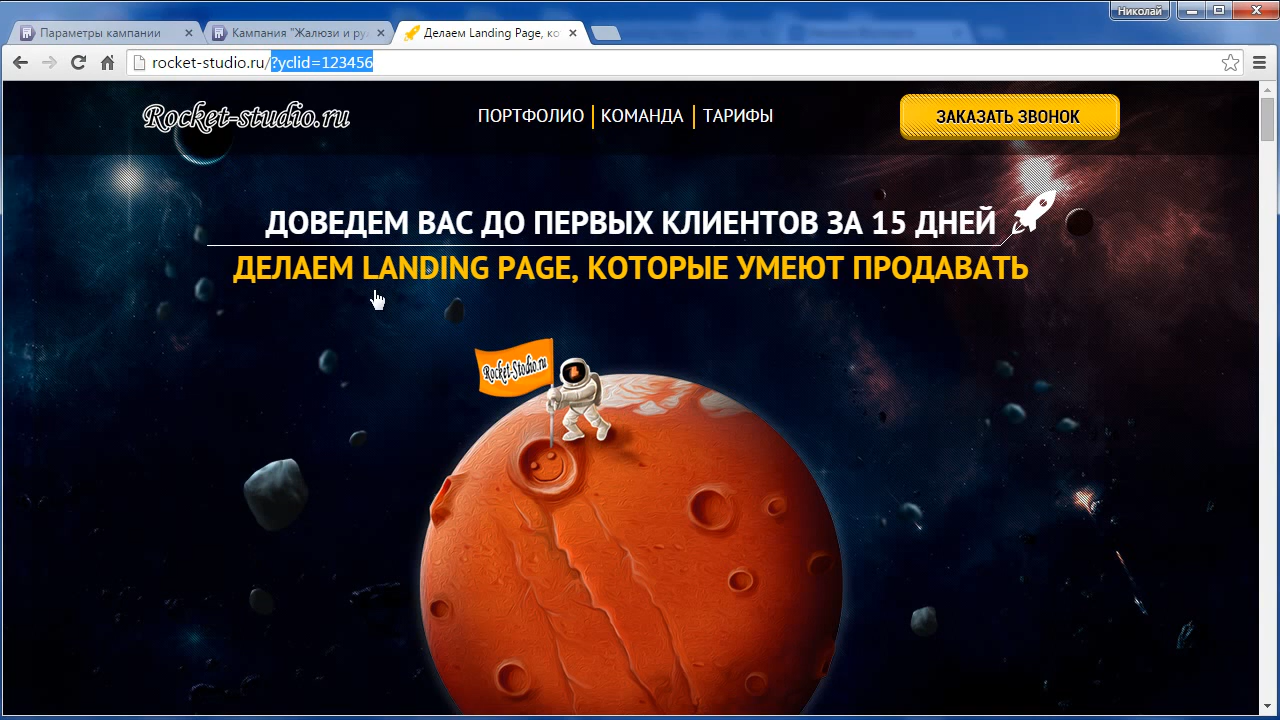 Николай
Параметры кампании
Кампания "Жалюзи и ру
Делаем Landing Page, ко
rocket-studio.ru/?yclid=123456
Rocket-studio.ru
ПОРТФОЛИО
КОМАНДА
ТАРИФЫ
ЗАКАЗАТЬ ЗВОНОК
ДОВЕДЕМ ВАС ДО ПЕРВЫХ КЛИЕНТОВ ЗА 15 ДНЕЙ
ДЕЛАЕМ LANDING PAGE, КОТОРЫЕ УМЕЮТ ПРОДАВАТЬ
Rocket-Studio.ru